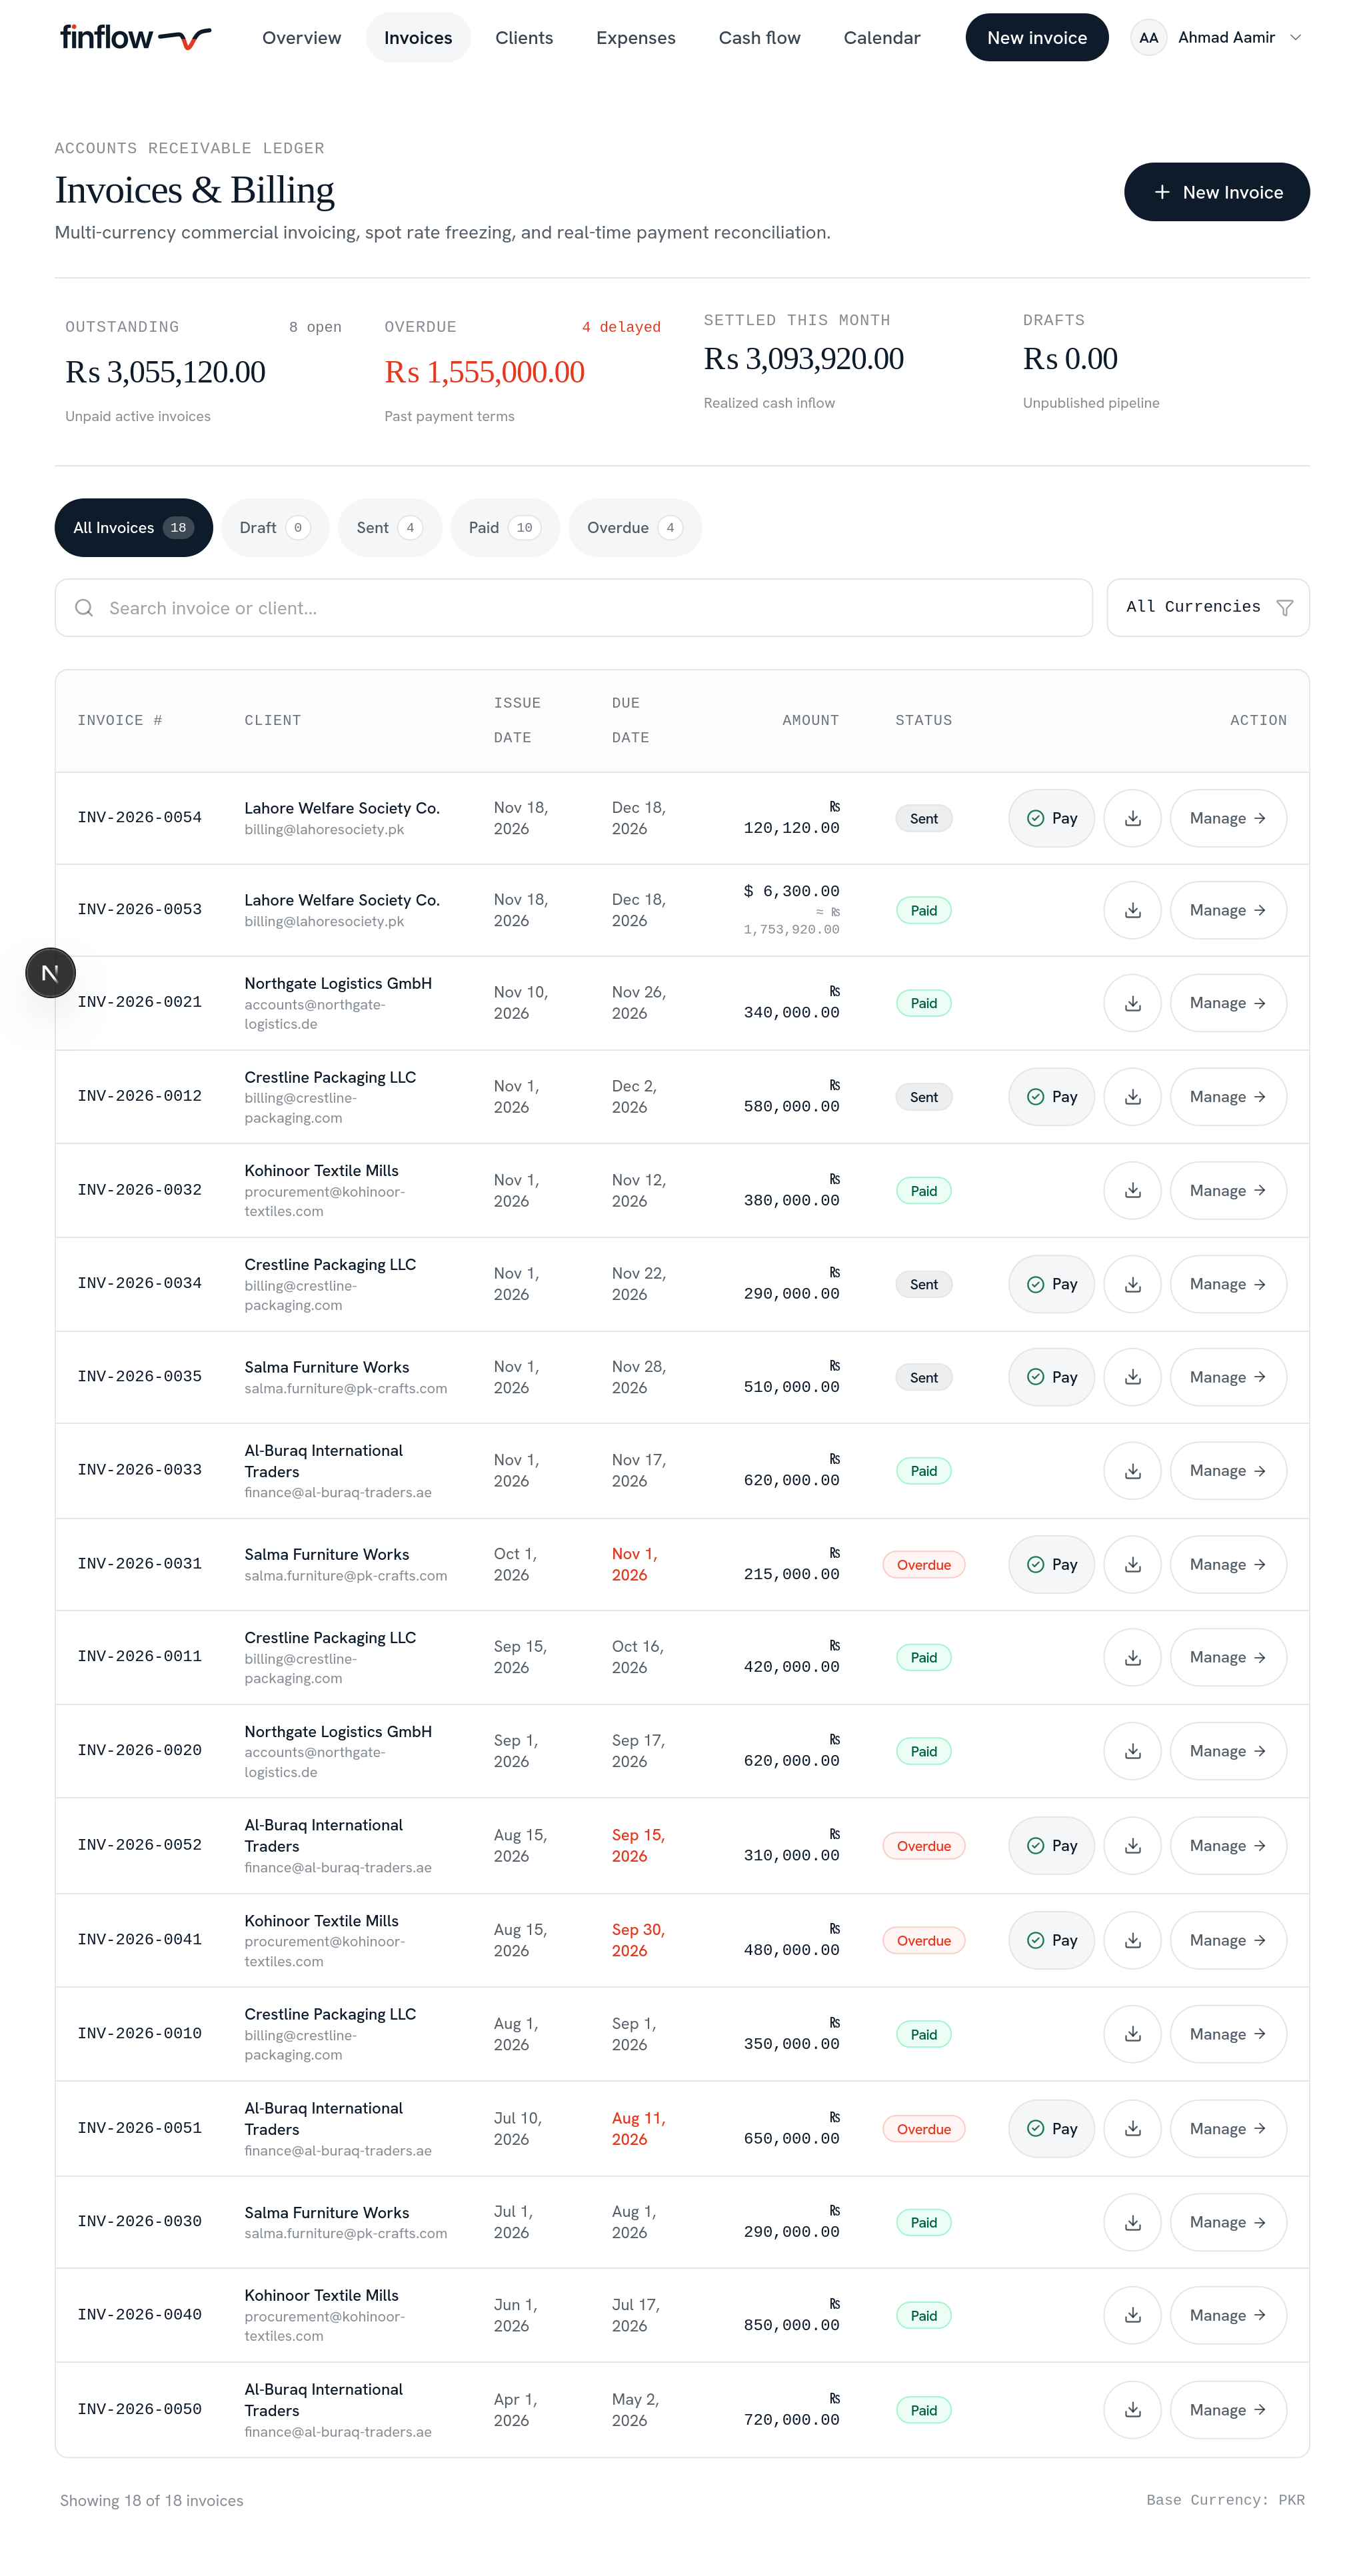 finflow
Overview
Invoices
Clients
Expenses
Cash flow
Calendar
New invoice
AA
Ahmad Aamir
ACCOUNTS RECEIVABLE LEDGER
Invoices & Billing
Multi-currency commercial invoicing, spot rate freezing, and real-time payment reconciliation.
+ New Invoice
OUTSTANDING 8 open
Rs 3,055,120.00
Unpaid active invoices
OVERDUE 4 delayed
Rs 1,555,000.00
Past payment terms
SETTLED THIS MONTH
Rs 3,093,920.00
Realized cash inflow
DRAFTS
Rs 0.00
Unpublished pipeline
All Invoices 18
Draft 0
Sent 4
Paid 10
Overdue 4
Search invoice or client...
All Currencies
INVOICE #
CLIENT
ISSUE
DATE
DUE
DATE
AMOUNT
STATUS
ACTION
INV-2026-0054
Lahore Welfare Society Co.
billing@lahoresociety.pk
Nov 18,
2026
Dec 18,
2026
₨
120,120.00
Sent
Pay
Manage →
INV-2026-0053
Lahore Welfare Society Co.
billing@lahoresociety.pk
Nov 18,
2026
Dec 18,
2026
$ 6,300.00
≈ ₨
1,753,920.00
Paid
Manage →
N
INV-2026-0021
Northgate Logistics GmbH
accounts@northgate-
logistics.de
Nov 10,
2026
Nov 26,
2026
₨
340,000.00
Paid
Manage →
INV-2026-0012
Crestline Packaging LLC
billing@crestline-
packaging.com
Nov 1,
2026
Dec 2,
2026
₨
580,000.00
Sent
Pay
Manage →
INV-2026-0032
Kohinoor Textile Mills
procurement@kohinoor-
textiles.com
Nov 1,
2026
Nov 12,
2026
₨
380,000.00
Paid
Manage →
INV-2026-0034
Crestline Packaging LLC
billing@crestline-
packaging.com
Nov 1,
2026
Nov 22,
2026
₨
290,000.00
Sent
Pay
Manage →
INV-2026-0035
Salma Furniture Works
salma.furniture@pk-crafts.com
Nov 1,
2026
Nov 28,
2026
₨
510,000.00
Sent
Pay
Manage →
INV-2026-0033
Al-Buraq International
Traders
finance@al-buraq-traders.ae
Nov 1,
2026
Nov 17,
2026
₨
620,000.00
Paid
Manage →
INV-2026-0031
Salma Furniture Works
salma.furniture@pk-crafts.com
Oct 1,
2026
Nov 1,
2026
₨
215,000.00
Overdue
Pay
Manage →
INV-2026-0011
Crestline Packaging LLC
billing@crestline-
packaging.com
Sep 15,
2026
Oct 16,
2026
₨
420,000.00
Paid
Manage →
INV-2026-0020
Northgate Logistics GmbH
accounts@northgate-
logistics.de
Sep 1,
2026
Sep 17,
2026
₨
620,000.00
Paid
Manage →
INV-2026-0052
Al-Buraq International
Traders
finance@al-buraq-traders.ae
Aug 15,
2026
Sep 15,
2026
₨
310,000.00
Overdue
Pay
Manage →
INV-2026-0041
Kohinoor Textile Mills
procurement@kohinoor-
textiles.com
Aug 15,
2026
Sep 30,
2026
₨
480,000.00
Overdue
Pay
Manage →
INV-2026-0010
Crestline Packaging LLC
billing@crestline-
packaging.com
Aug 1,
2026
Sep 1,
2026
₨
350,000.00
Paid
Manage →
INV-2026-0051
Al-Buraq International
Traders
finance@al-buraq-traders.ae
Jul 10,
2026
Aug 11,
2026
₨
650,000.00
Overdue
Pay
Manage →
INV-2026-0030
Salma Furniture Works
salma.furniture@pk-crafts.com
Jul 1,
2026
Aug 1,
2026
₨
290,000.00
Paid
Manage →
INV-2026-0040
Kohinoor Textile Mills
procurement@kohinoor-
textiles.com
Jun 1,
2026
Jul 17,
2026
₨
850,000.00
Paid
Manage →
INV-2026-0050
Al-Buraq International
Traders
finance@al-buraq-traders.ae
Apr 1,
2026
May 2,
2026
₨
720,000.00
Paid
Manage →
Showing 18 of 18 invoices
Base Currency: PKR